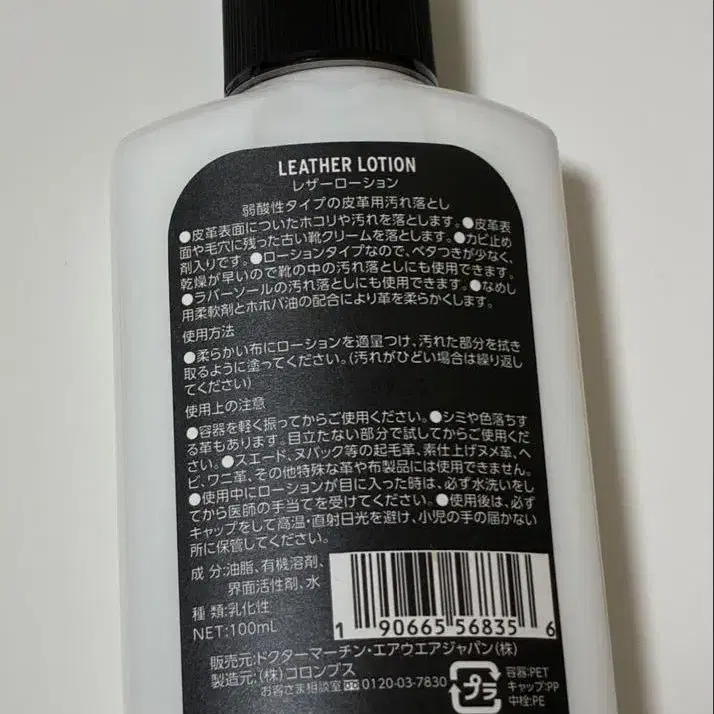 LEATHER LOTION
レザーローション
弱酸性タイプの皮革用汚れ落とし
●皮革表面についたホコリや汚れを落とします。●皮革表
面や毛穴に残った古い靴クリームを落とします。●カビ止め
剤入りです。●ローションタイプなので、ベタつきが少なく、
乾燥が早いので靴の中の汚れ落としにも使用できます。
●ラバーソールの汚れ落としにも使用できます。●なめし
用柔軟剤とホホバ油の配合により革を柔らかくします。
使用方法
●柔らかい布にローションを適量つけ、汚れた部分を拭き
取るように塗ってください。(汚れがひどい場合は繰り返し
てください)
使用上の注意
●容器を軽く振ってからご使用ください。●シミや色落ちす
る革もあります。目立たない部分で試してからご使用くだ
さい。●スエード、ヌバック等の起毛革、素仕上げヌメ革、ヘ
ビ、ワニ革、その他特殊な革や布製品には使用できません。
●使用中にローションが目に入った時は、必ず水洗いをし
てから医師の手当てを受けてください。●使用後は、必ず
キャップをして高温・直射日光を避け、小児の手の届かない
所に保管してください。
成 分:油脂、有機溶剤、
界面活性剤、水
種 類:乳化性
NET:100mL
1 90665 56835 6
販売元:ドクターマーチン・エアウエアジャパン(株)
製造元:(株)コロンブス
お客さま相談室 0120-03-7830
プラ
容器:PET
キャップ:PP
中栓:PE